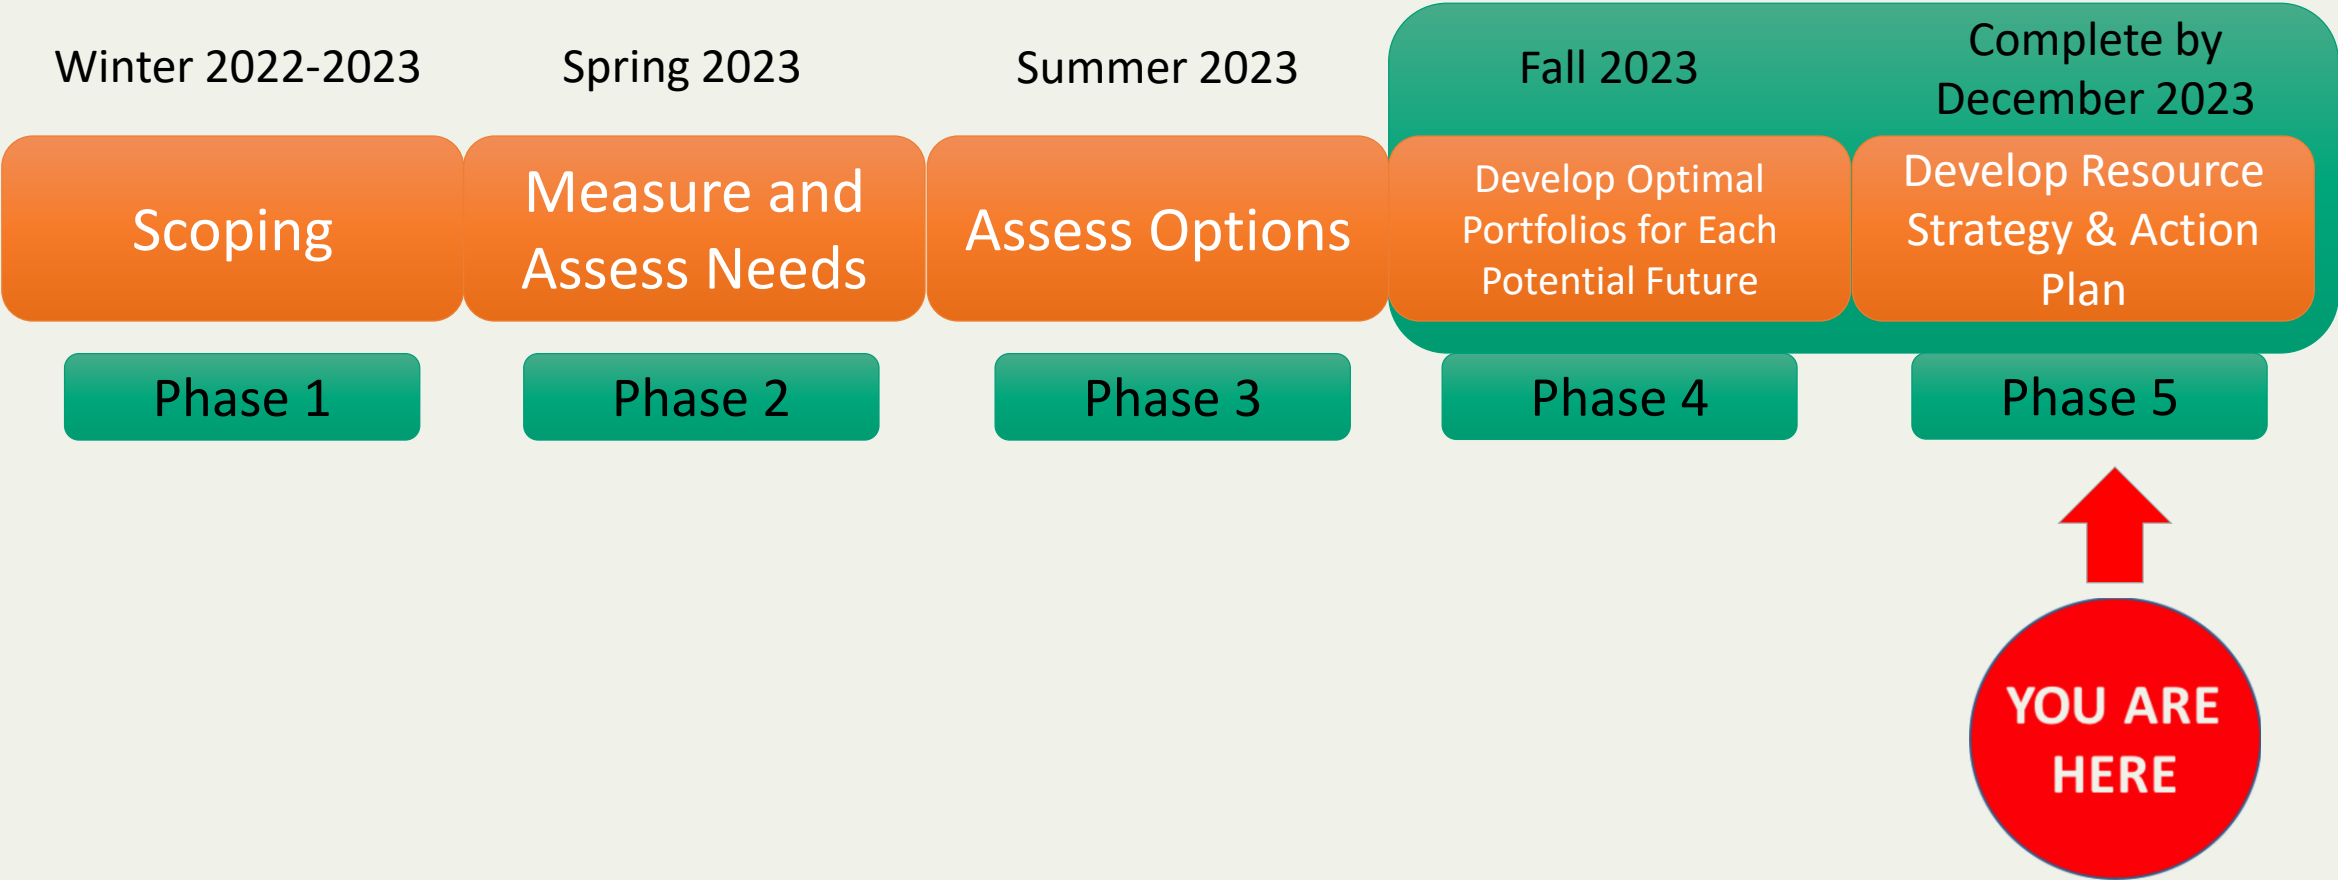 Winter 2022-2023
Spring 2023
Summer 2023
Fall 2023
Complete by
December 2023
Scoping
Measure and
Assess Needs
Assess Options
Develop Optimal
Portfolios for Each
Potential Future
Develop Resource
Strategy & Action
Plan
Phase 1
Phase 2
Phase 3
Phase 4
Phase 5
YOU ARE
HERE